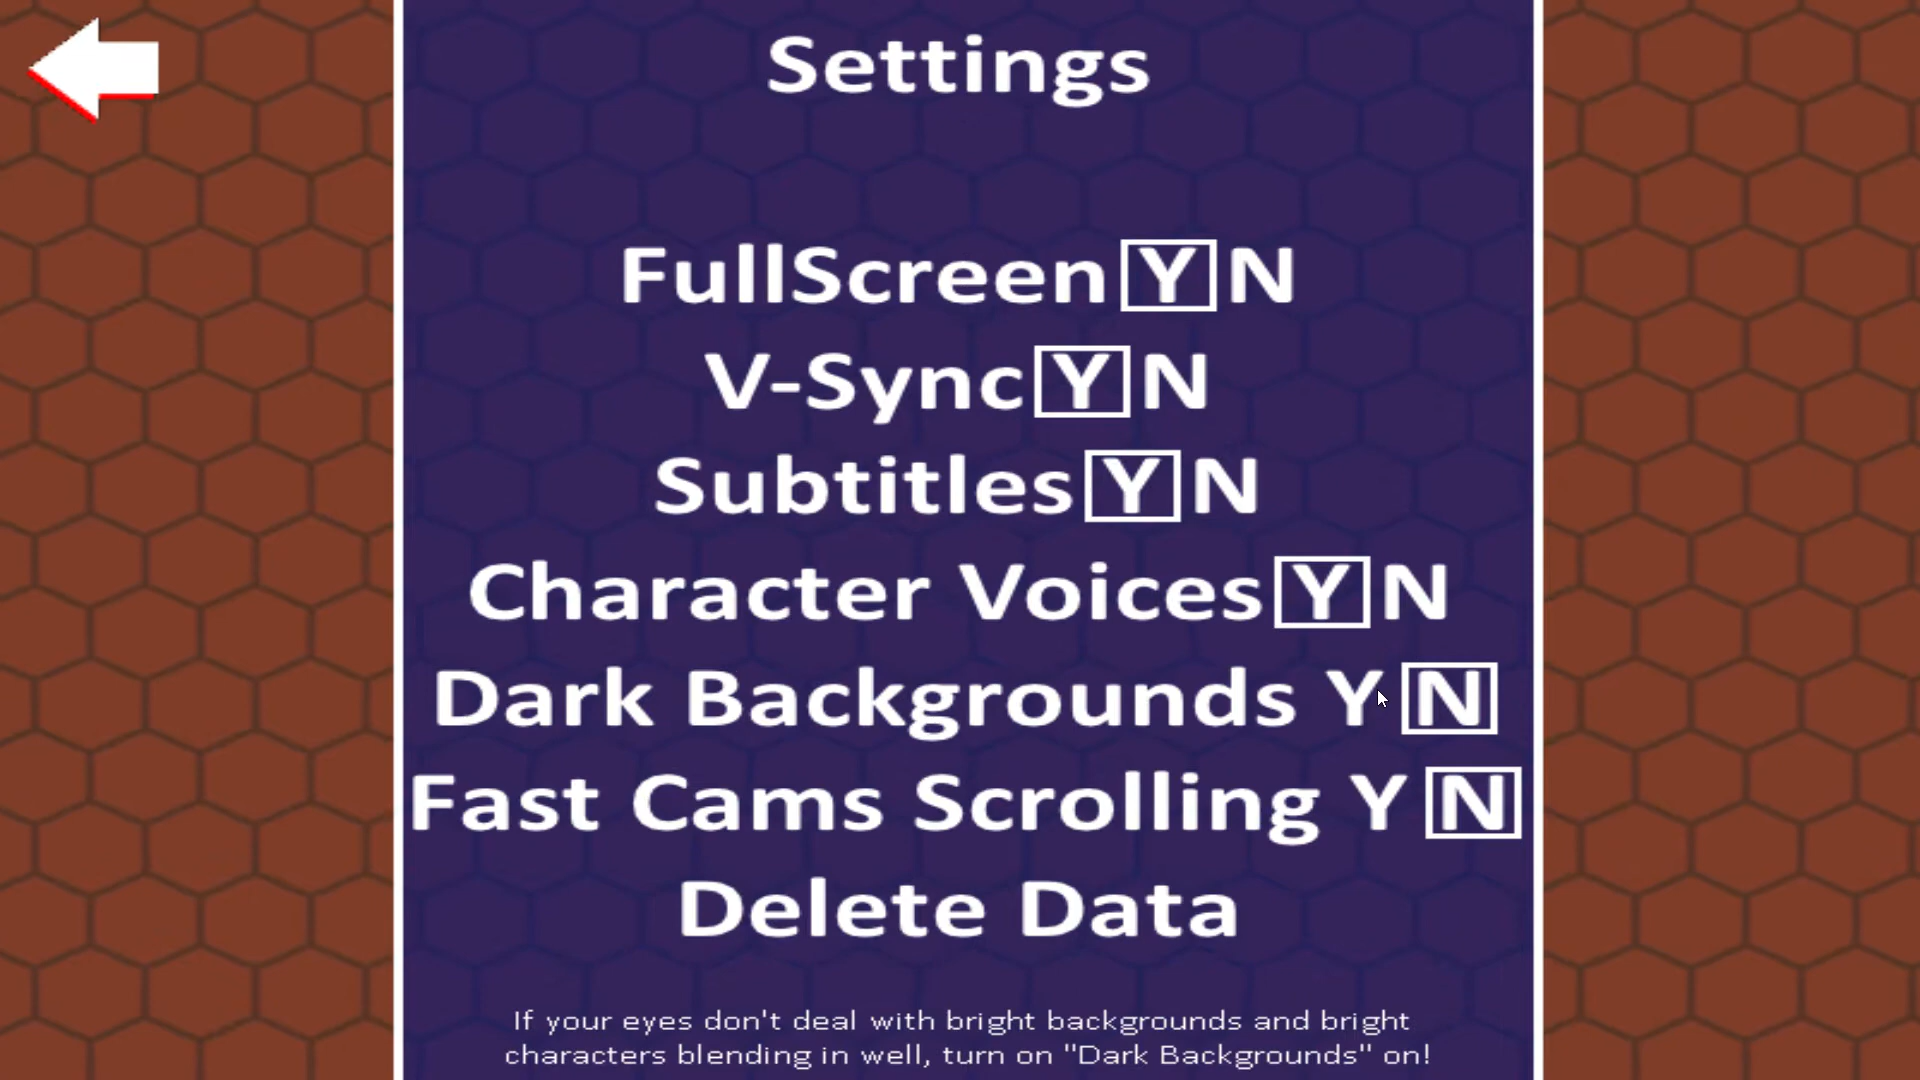 Settings
FullScreen Y N
V-Sync Y N
Subtitles Y N
Character Voices Y N
Dark Backgrounds Y N
Fast Cams Scrolling Y N
Delete Data
If your eyes don't deal with bright backgrounds and bright
characters blending in well, turn on "Dark Backgrounds" on!